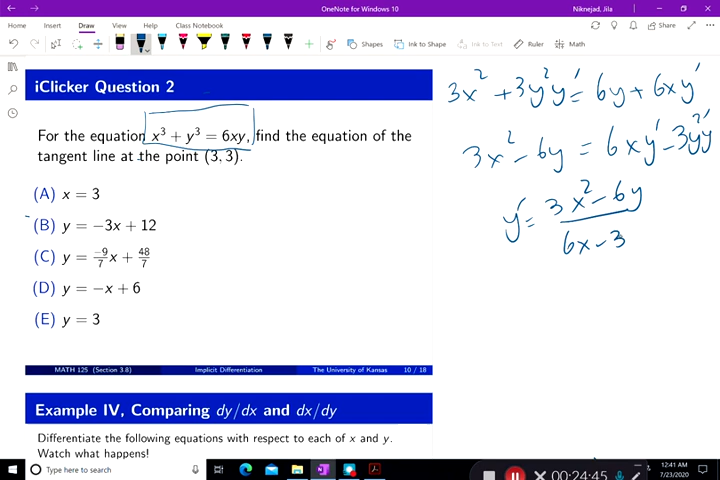 OneNote for Windows 10
Niknejad, Jila
Home Insert Draw View Help Class Notebook
Share
Shapes Ink to Shape Ink to Text Ruler Math
iClicker Question 2
For the equation x³ + y³ = 6xy, find the equation of the
tangent line at the point (3, 3).
(A) x = 3
(B) y = −3x + 12
(C) y = −9/7 x + 48/7
(D) y = −x + 6
(E) y = 3
MATH 125 (Section 3.8) Implicit Differentiation The University of Kansas 10 / 18
Example IV, Comparing dy/dx and dx/dy
Differentiate the following equations with respect to each of x and y.
Watch what happens!
3x² + 3y²y' = 6y + 6xy'
3x² − 6y = 6xy' − 3y²y'
y' = 3x² − 6y / 6x − 3
Type here to search
00:24:45
12:41 AM
7/23/2020